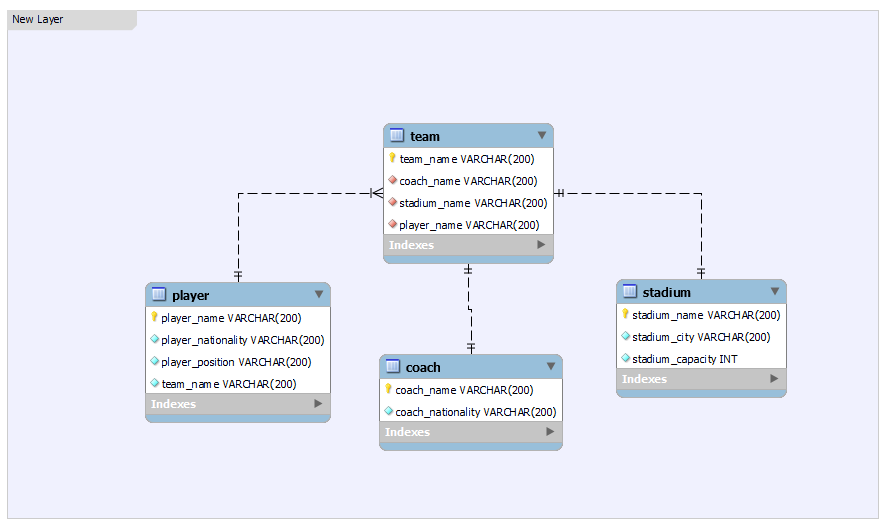 New Layer
team
team_name VARCHAR(200)
coach_name VARCHAR(200)
stadium_name VARCHAR(200)
player_name VARCHAR(200)
Indexes
player
player_name VARCHAR(200)
player_nationality VARCHAR(200)
player_position VARCHAR(200)
team_name VARCHAR(200)
Indexes
coach
coach_name VARCHAR(200)
coach_nationality VARCHAR(200)
Indexes
stadium
stadium_name VARCHAR(200)
stadium_city VARCHAR(200)
stadium_capacity INT
Indexes